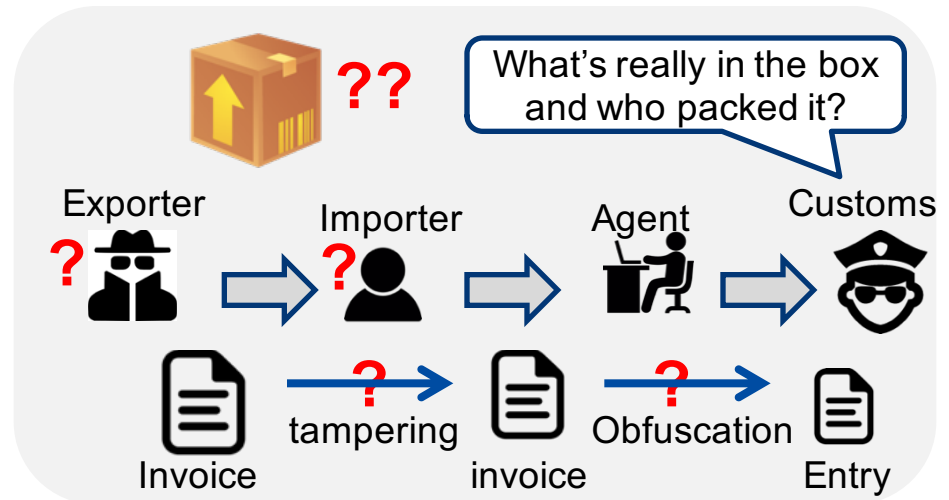 ??
What's really in the box
and who packed it?
Exporter
Importer
Agent
Customs
?
?
?
?
tampering
Obfuscation
Invoice
invoice
Entry